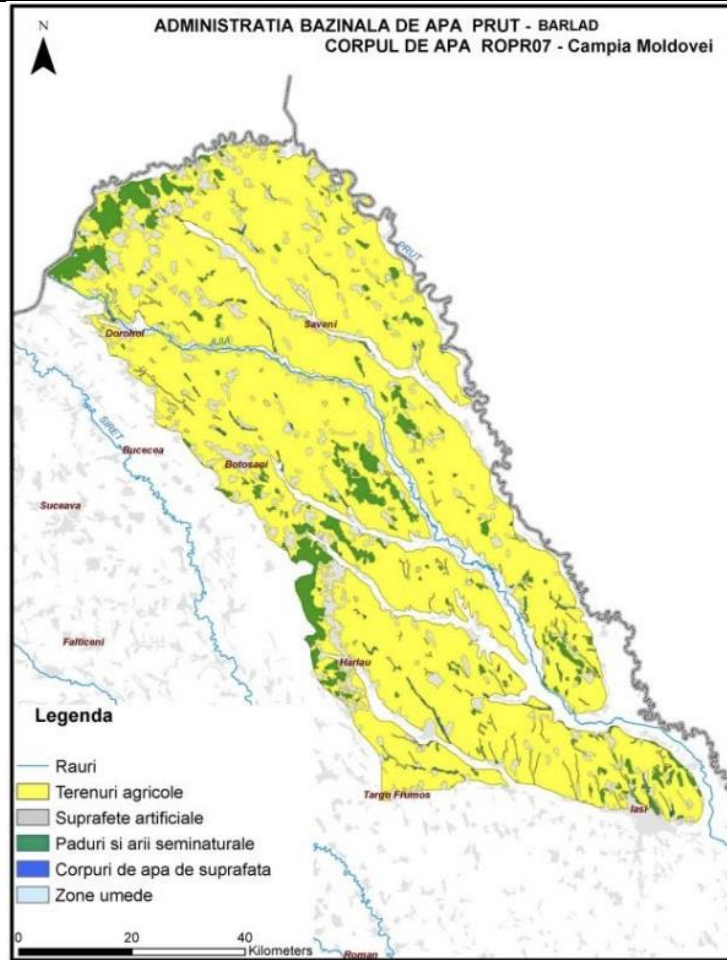 ADMINISTRATIA BAZINALA DE APA PRUT - BARLAD
CORPUL DE APA ROPR07 - Campia Moldovei
N
PRUT
Saveni
Dorohoi
JIJIA
SIRET
Bucecea
Botosani
Suceava
Falticeni
Harlau
Targu Frumos
Iasi
Roman
Legenda
Rauri
Terenuri agricole
Suprafete artificiale
Paduri si arii seminaturale
Corpuri de apa de suprafata
Zone umede
0 20 40
Kilometers